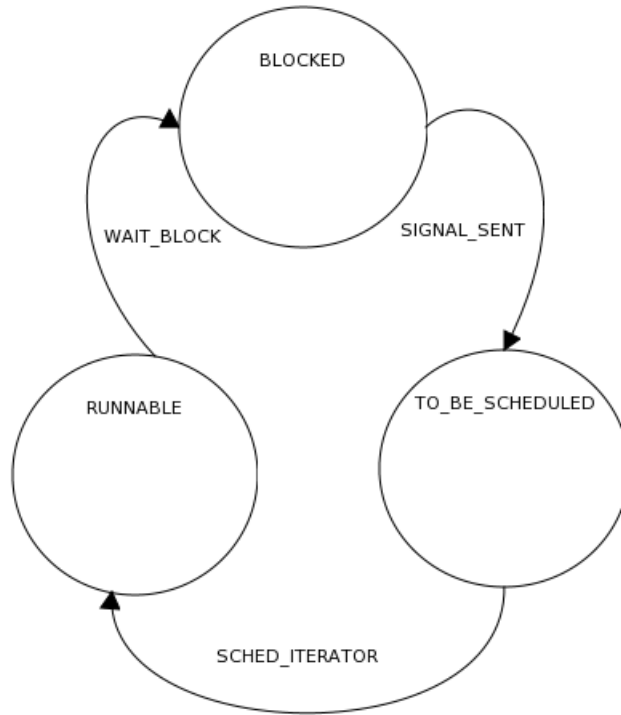 BLOCKED
WAIT_BLOCK
SIGNAL_SENT
RUNNABLE
TO_BE_SCHEDULED
SCHED_ITERATOR